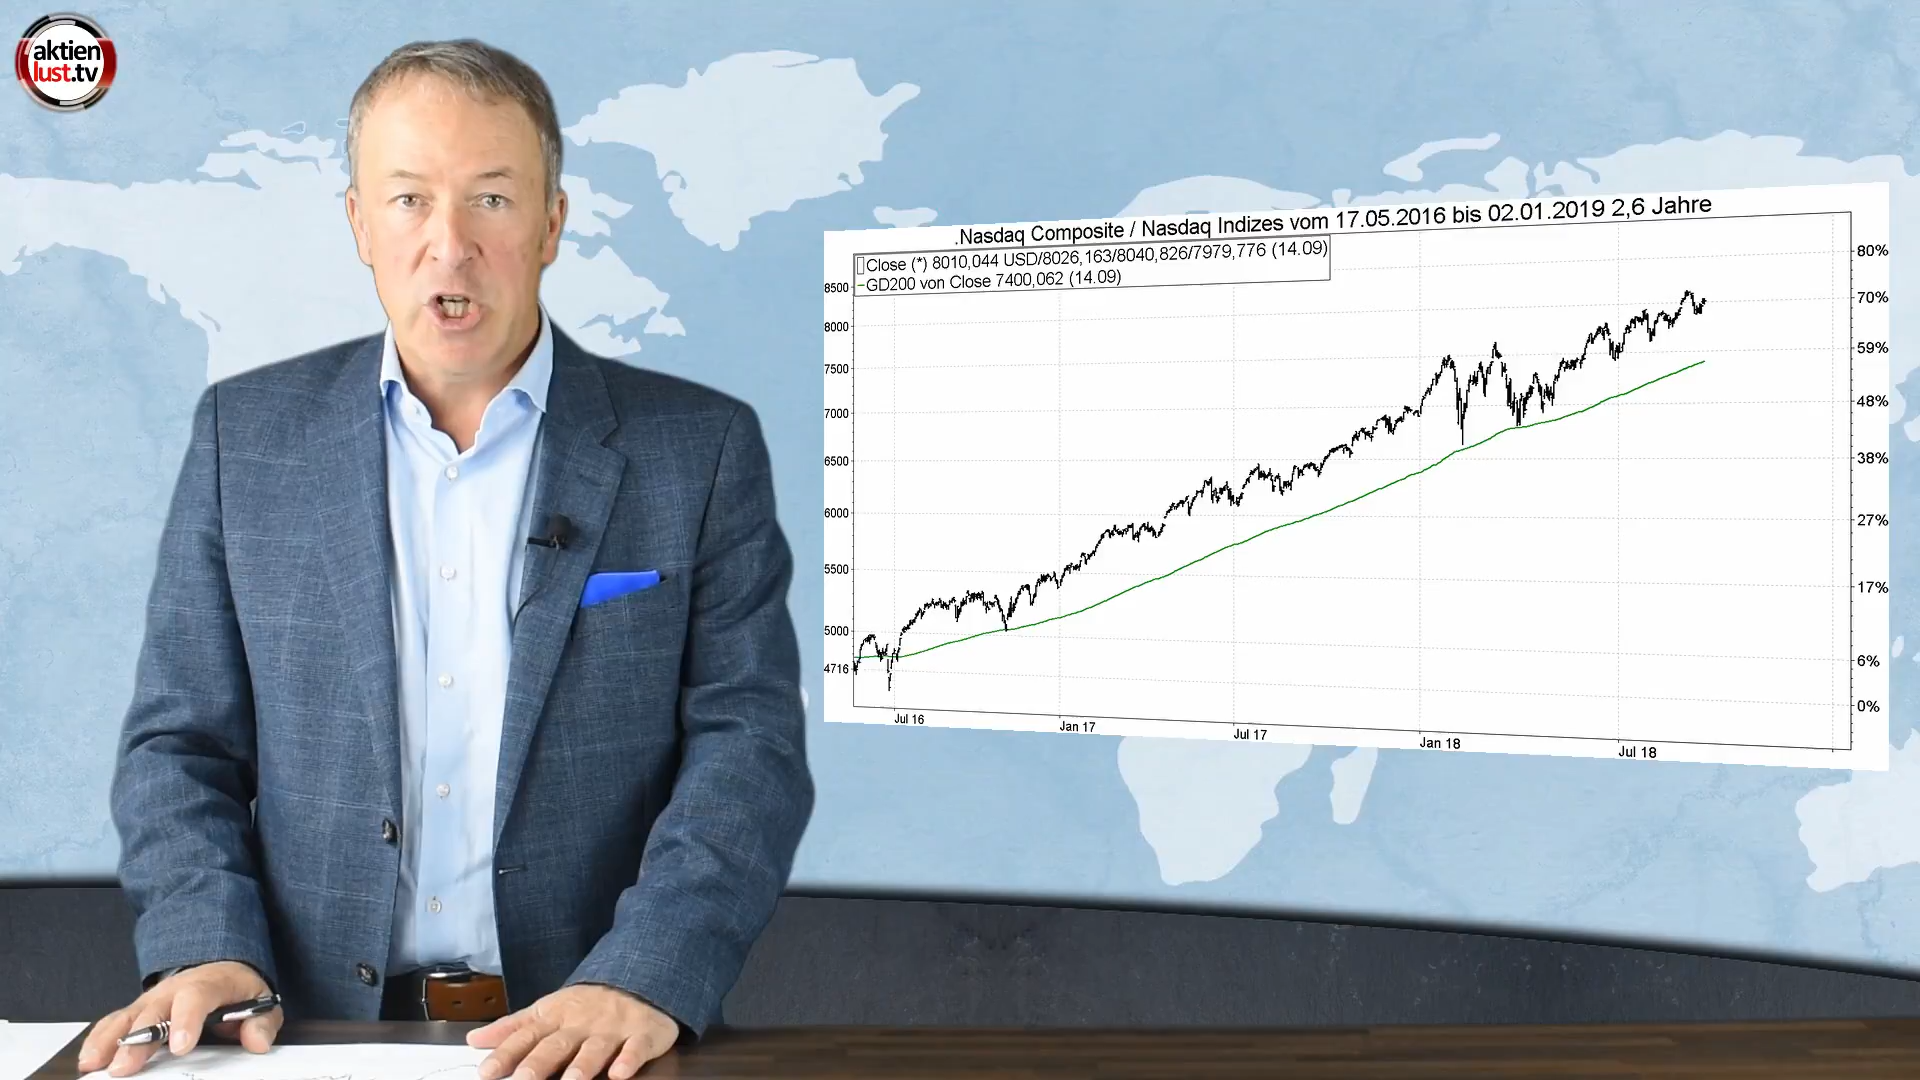 aktien
lust.tv
.Nasdaq Composite / Nasdaq Indizes vom 17.05.2016 bis 02.01.2019 2,6 Jahre
Close (*) 8010,044 USD/8026,163/8040,826/7979,776 (14.09)
GD200 von Close 7400,062 (14.09)
8500
8000
7500
7000
6500
6000
5500
5000
4716
80%
70%
59%
48%
38%
27%
17%
6%
0%
Jul 16
Jan 17
Jul 17
Jan 18
Jul 18